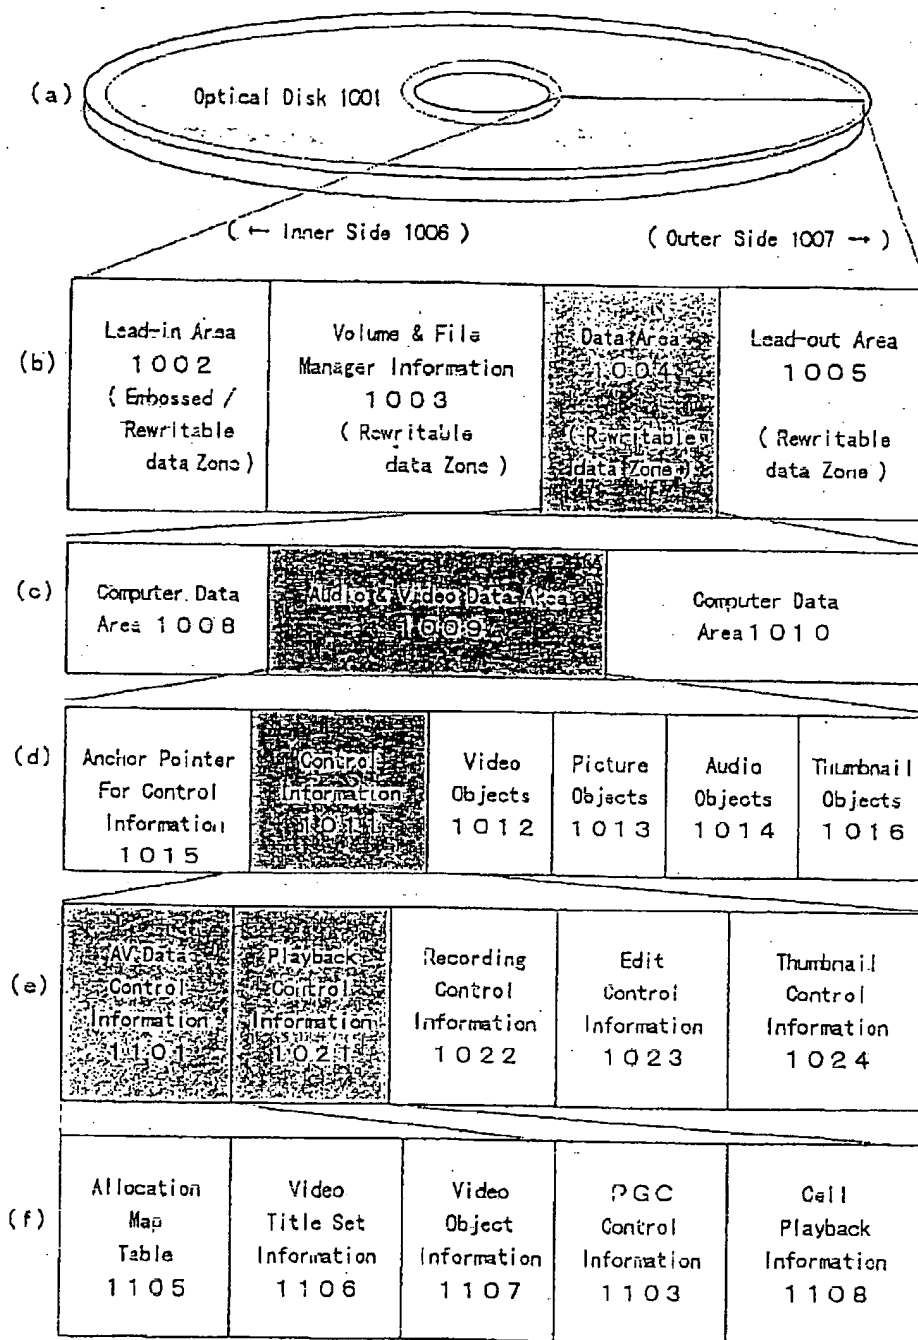 (a)
Optical Disk 1001
( ← Inner Side 1006 )
( Outer Side 1007 → )
(b)
Lead-in Area
1002
( Embossed /
Rewritable
data Zone )
Volume & File
Manager Information
1003
( Rewritable
data Zone )
Data Area
1004
( Rewritable
data Zone )
Lead-out Area
1005
( Rewritable
data Zone )
(c)
Computer Data
Area 1008
Audio & Video Data Area
1009
Computer Data
Area 1010
(d)
Anchor Pointer
For Control
Information
1015
Control
Information
1011
Video
Objects
1012
Picture
Objects
1013
Audio
Objects
1014
Thumbnail
Objects
1016
(e)
AV Data
Control
Information
1101
Playback
Control
Information
1021
Recording
Control
Information
1022
Edit
Control
Information
1023
Thumbnail
Control
Information
1024
(f)
Allocation
Map
Table
1105
Video
Title Set
Information
1106
Video
Object
Information
1107
PGC
Control
Information
1103
Cell
Playback
Information
1108